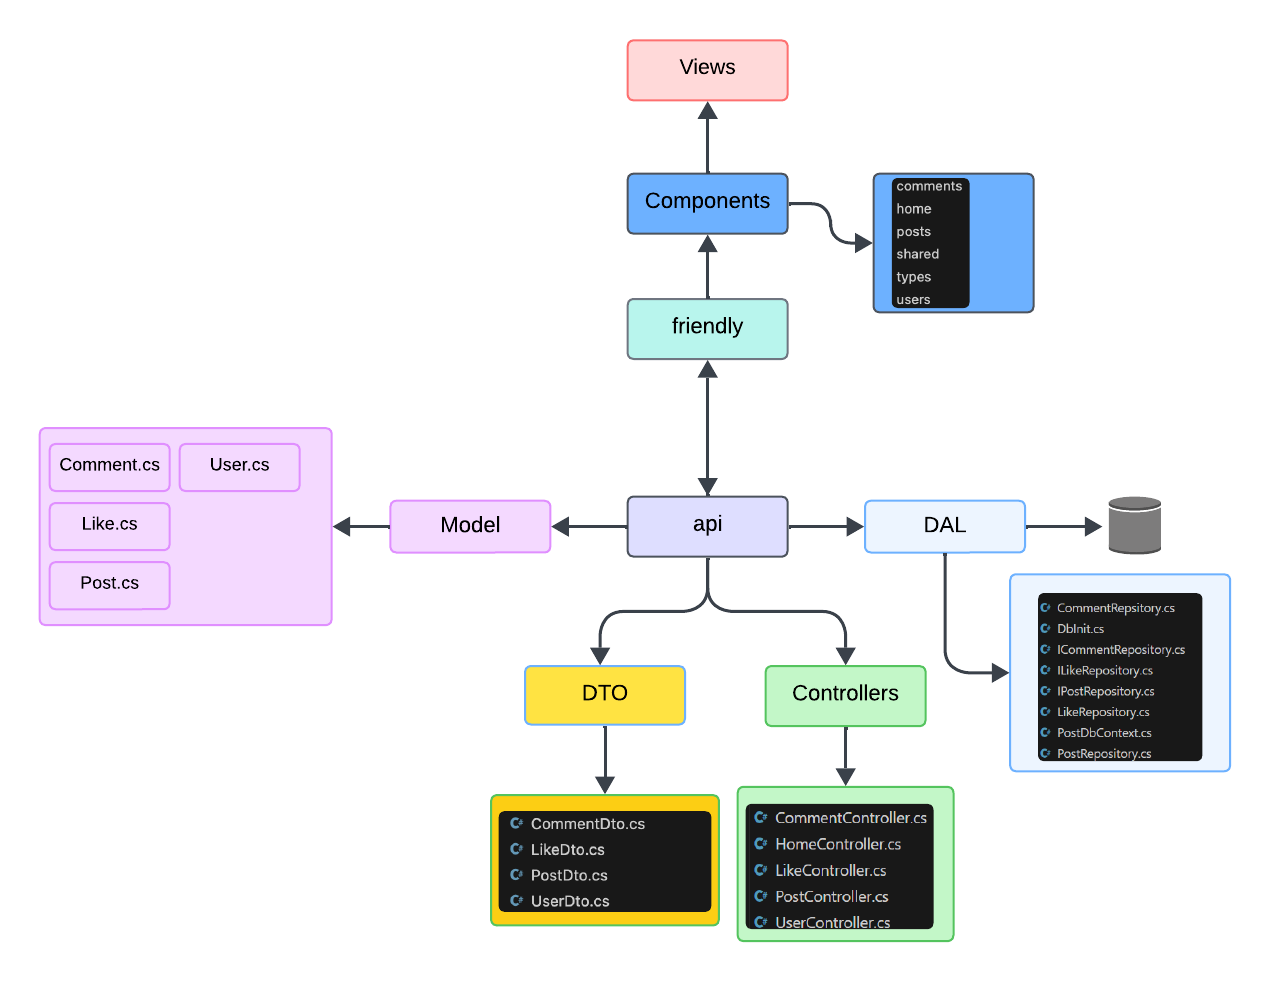 Views
Components
comments
home
posts
shared
types
users
friendly
Comment.cs
User.cs
Like.cs
Post.cs
Model
api
DAL
CommentRepsitory.cs
DbInit.cs
ICommentRepository.cs
ILikeRepository.cs
IPostRepository.cs
LikeRepository.cs
PostDbContext.cs
PostRepository.cs
DTO
Controllers
CommentDto.cs
LikeDto.cs
PostDto.cs
UserDto.cs
CommentController.cs
HomeController.cs
LikeController.cs
PostController.cs
UserController.cs